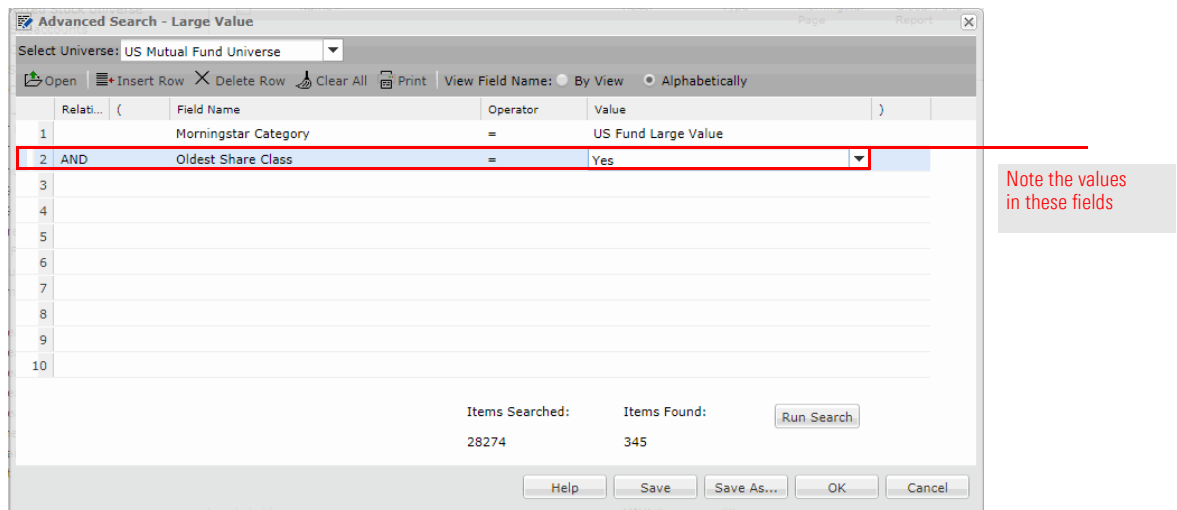 Advanced Search - Large Value
Page
Report
Select Universe: US Mutual Fund Universe
Open Insert Row Delete Row Clear All Print View Field Name: By View Alphabetically
Relati... ( Field Name Operator Value )
1 Morningstar Category = US Fund Large Value
2 AND Oldest Share Class = Yes
3
4
5
6
7
8
9
10
Note the values
in these fields
Items Searched: Items Found:
Run Search
28274 345
Help Save Save As... OK Cancel